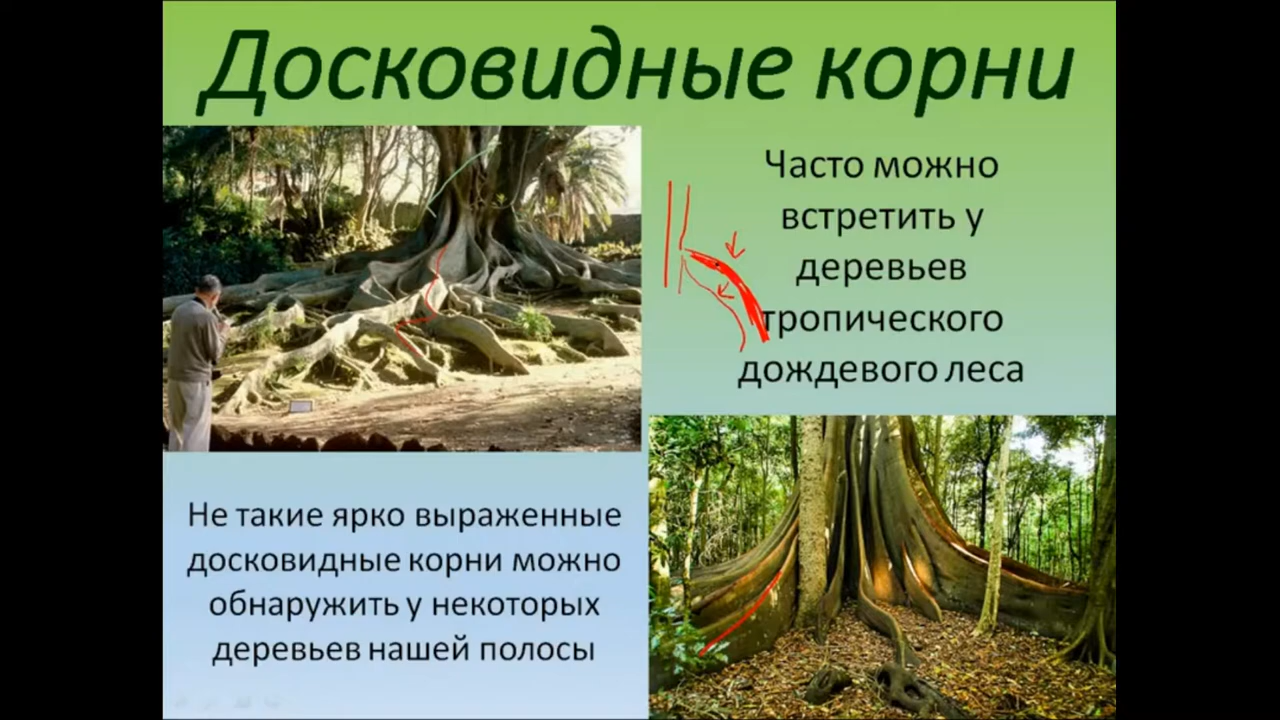 Досковидные корни
Часто можно
встретить у
деревьев
тропического
дождевого леса
Не такие ярко выраженные
досковидные корни можно
обнаружить у некоторых
деревьев нашей полосы